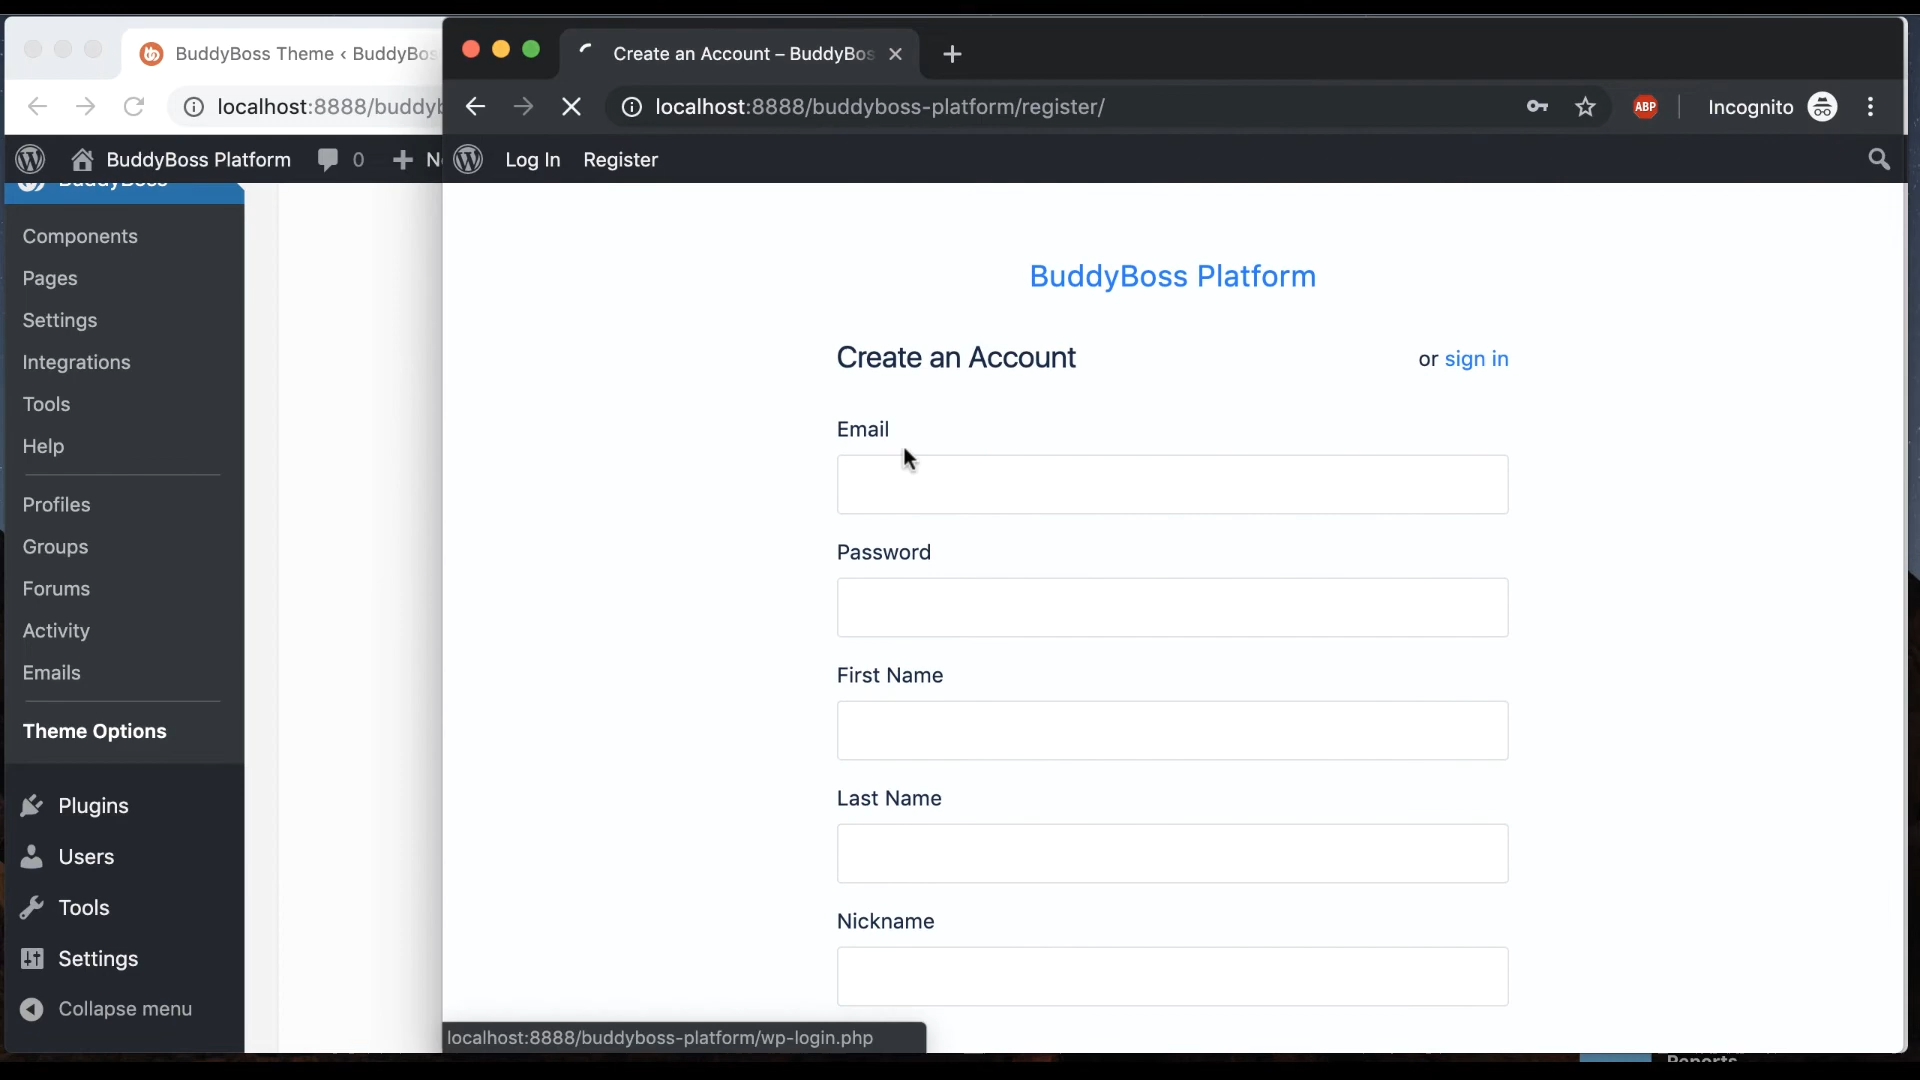 BuddyBoss Theme ‹ BuddyBos
localhost:8888/buddyb
BuddyBoss Platform
0
N
BuddyBoss
Components
Pages
Settings
Integrations
Tools
Help
Profiles
Groups
Forums
Activity
Emails
Theme Options
Plugins
Users
Tools
Settings
Collapse menu
Create an Account – BuddyBos
localhost:8888/buddyboss-platform/register/
ABP
Incognito
Log In
Register
BuddyBoss Platform
Create an Account
or sign in
Email
Password
First Name
Last Name
Nickname
localhost:8888/buddyboss-platform/wp-login.php
Reports